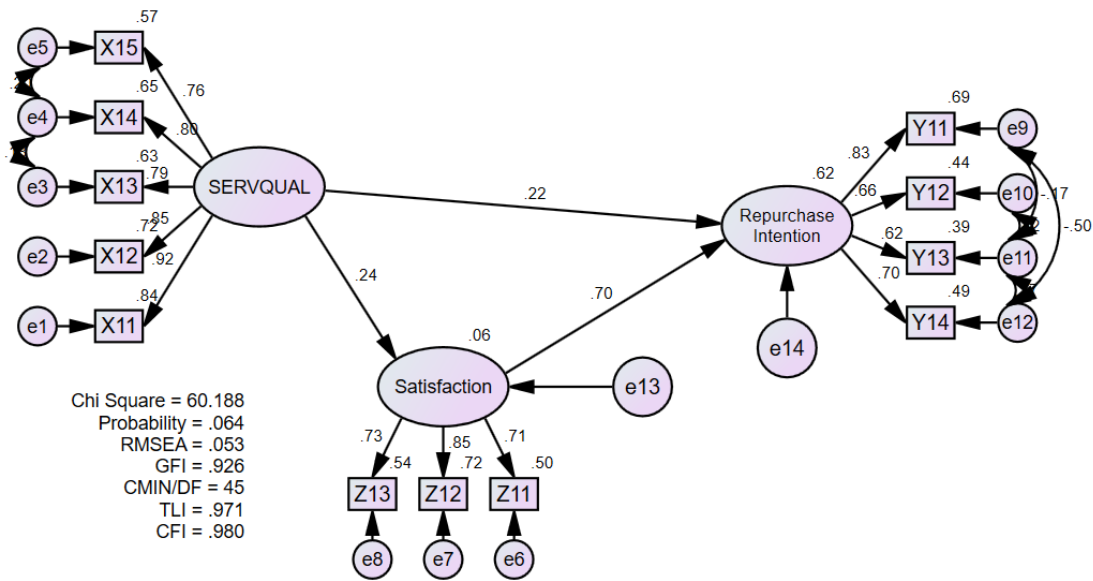 .57
e5 X15
.76
.65
e4 X14
.80
.63
.79
e3 X13
SERVQUAL
.72
.85
e2 X12
.92
.84
e1 X11
.22
.24
.70
.06
Satisfaction
e13
.73 .85 .71
.54 .72 .50
Z13 Z12 Z11
e8 e7 e6
.62
Repurchase
Intention
e14
.69
.83 Y11 e9
.44
.66 Y12 e10 -.17
-.50
.39
.62 Y13 e11
.70 .49
Y14 e12
Chi Square = 60.188
Probability = .064
RMSEA = .053
GFI = .926
CMIN/DF = 45
TLI = .971
CFI = .980